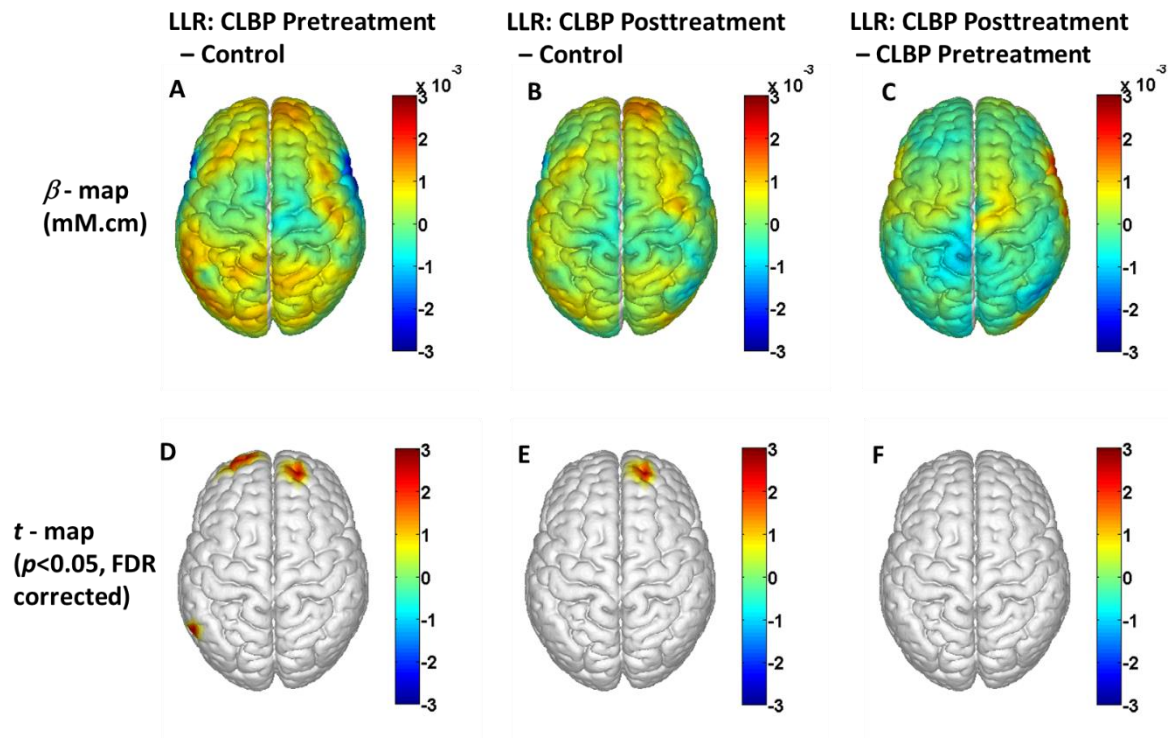 LLR: CLBP Pretreatment
– Control
LLR: CLBP Posttreatment
– Control
LLR: CLBP Posttreatment
– CLBP Pretreatment
β - map
(mM.cm)
A
x 10 -3
3
2
1
0
-1
-2
-3
B
x 10 -3
3
2
1
0
-1
-2
-3
C
x 10 -3
3
2
1
0
-1
-2
-3
t - map
(p<0.05, FDR
corrected)
D
3
2
1
0
-1
-2
-3
E
3
2
1
0
-1
-2
-3
F
3
2
1
0
-1
-2
-3